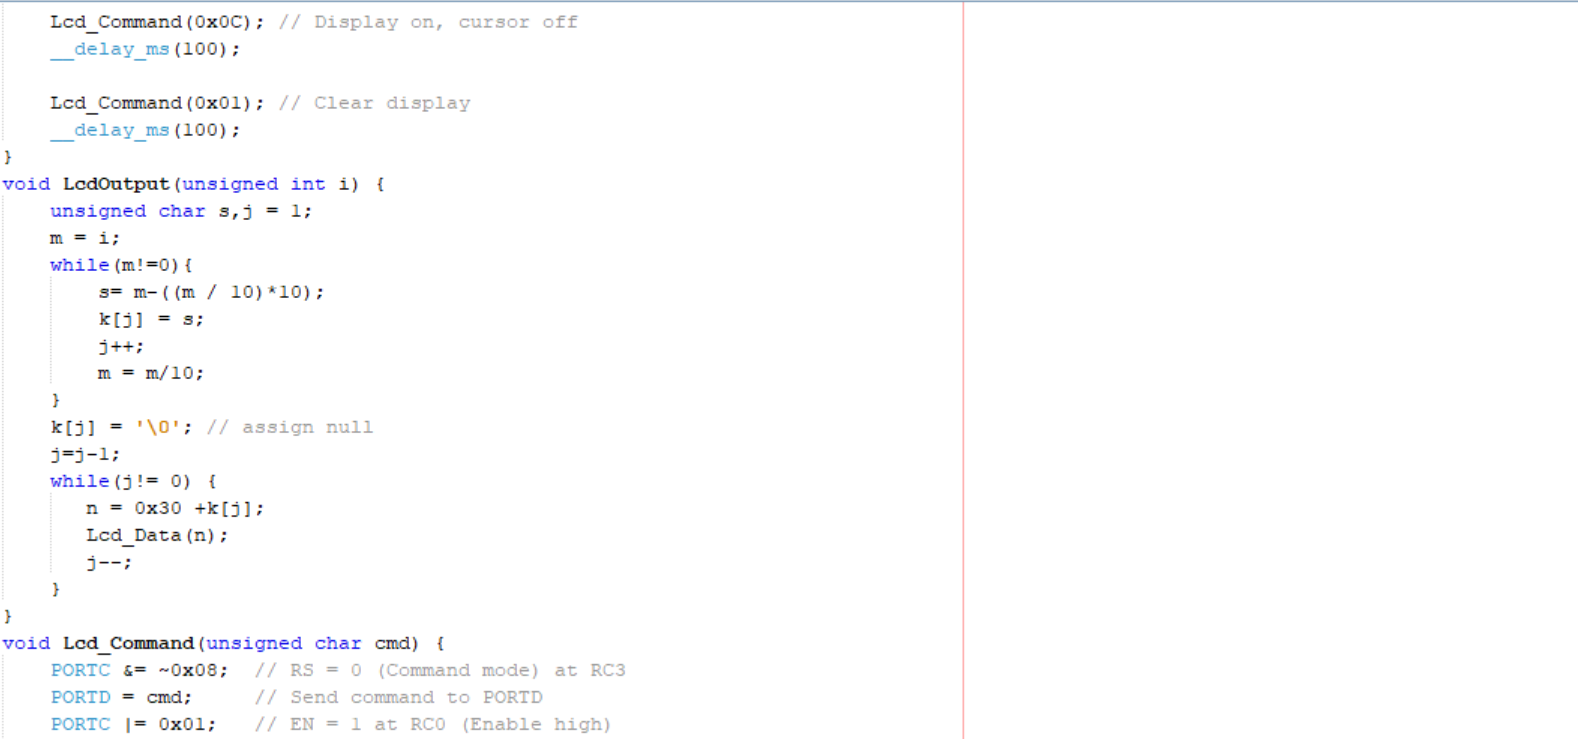 Lcd_Command(0x0C); // Display on, cursor off
__delay_ms(100);
Lcd_Command(0x01); // Clear display
__delay_ms(100);
}
void LcdOutput(unsigned int i) {
unsigned char s,j = 1;
m = i;
while(m!=0){
s= m-((m / 10)*10);
k[j] = s;
j++;
m = m/10;
}
k[j] = '\0'; // assign null
j=j-1;
while(j!= 0) {
n = 0x30 +k[j];
Lcd_Data(n);
j--;
}
}
void Lcd_Command(unsigned char cmd) {
PORTC &= ~0x08; // RS = 0 (Command mode) at RC3
PORTD = cmd; // Send command to PORTD
PORTC |= 0x01; // EN = 1 at RC0 (Enable high)